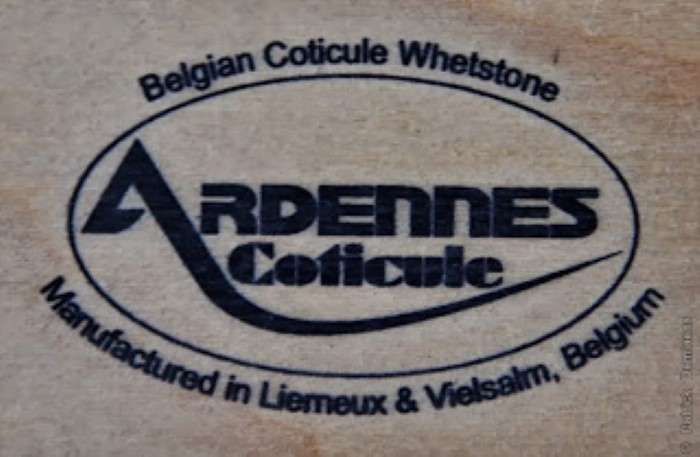 Belgian Coticule Whetstone
ARDENNES
Coticule
Manufactured in Lierneux & Vielsalm, Belgium